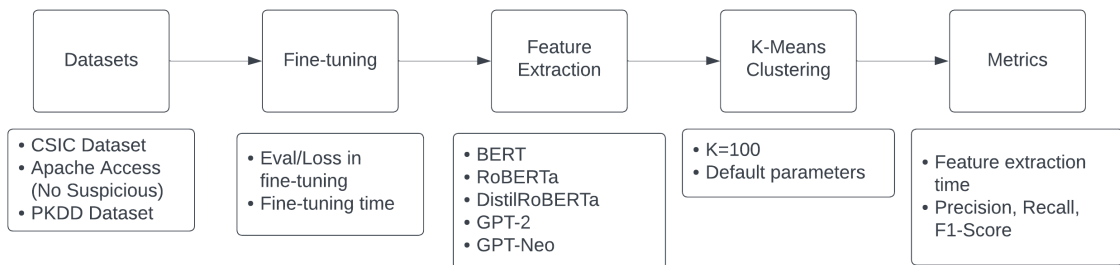 Datasets
Fine-tuning
Feature
Extraction
K-Means
Clustering
Metrics
• CSIC Dataset
• Apache Access
(No Suspicious)
• PKDD Dataset
• Eval/Loss in
fine-tuning
• Fine-tuning time
• BERT
• RoBERTa
• DistilRoBERTa
• GPT-2
• GPT-Neo
• K=100
• Default parameters
• Feature extraction
time
• Precision, Recall,
F1-Score